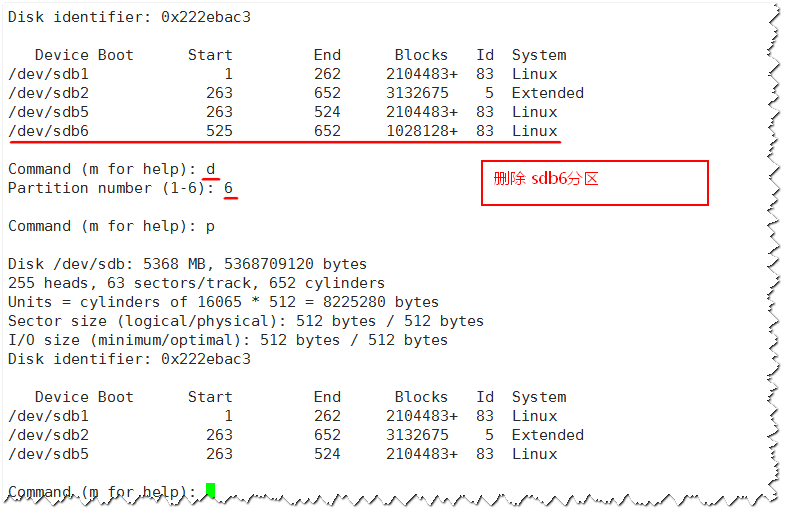 Disk identifier: 0x222ebac3
Device Boot Start End Blocks Id System
/dev/sdb1 1 262 2104483+ 83 Linux
/dev/sdb2 263 652 3132675 5 Extended
/dev/sdb5 263 524 2104483+ 83 Linux
/dev/sdb6 525 652 1028128+ 83 Linux
Command (m for help): d
Partition number (1-6): 6
删除 sdb6分区
Command (m for help): p
Disk /dev/sdb: 5368 MB, 5368709120 bytes
255 heads, 63 sectors/track, 652 cylinders
Units = cylinders of 16065 * 512 = 8225280 bytes
Sector size (logical/physical): 512 bytes / 512 bytes
I/O size (minimum/optimal): 512 bytes / 512 bytes
Disk identifier: 0x222ebac3
Device Boot Start End Blocks Id System
/dev/sdb1 1 262 2104483+ 83 Linux
/dev/sdb2 263 652 3132675 5 Extended
/dev/sdb5 263 524 2104483+ 83 Linux
Command (m for help):